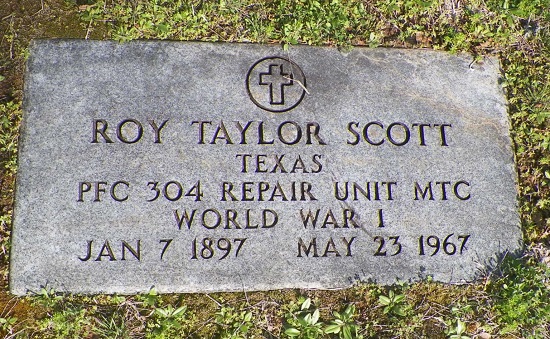 ROY TAYLOR SCOTT
TEXAS
PFC 304 REPAIR UNIT MTC
WORLD WAR I
JAN 7 1897 MAY 23 1967